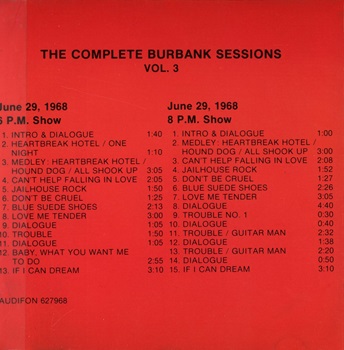 THE COMPLETE BURBANK SESSIONS
VOL. 3
June 29, 1968
6 P.M. Show
1. INTRO & DIALOGUE 1:40
2. HEARTBREAK HOTEL / ONE
NIGHT 1:10
3. MEDLEY: HEARTBREAK HOTEL /
HOUND DOG / ALL SHOOK UP 3:05
4. CAN'T HELP FALLING IN LOVE 2:05
5. JAILHOUSE ROCK 1:50
6. DON'T BE CRUEL 1:25
7. BLUE SUEDE SHOES 2:13
8. LOVE ME TENDER 3:00
9. DIALOGUE 1:05
10. TROUBLE 1:50
11. DIALOGUE 1:05
12. BABY, WHAT YOU WANT ME
TO DO 2:55
13. IF I CAN DREAM 3:10
June 29, 1968
8 P.M. Show
1. INTRO & DIALOGUE 1:00
2. MEDLEY: HEARTBREAK HOTEL /
HOUND DOG / ALL SHOOK UP 3:00
3. CAN'T HELP FALLING IN LOVE 2:08
4. JAILHOUSE ROCK 1:52
5. DON'T BE CRUEL 1:27
6. BLUE SUEDE SHOES 2:26
7. LOVE ME TENDER 3:05
8. DIALOGUE 4:40
9. TROUBLE NO. 1 0:30
10. DIALOGUE 0:40
11. TROUBLE / GUITAR MAN 2:32
12. DIALOGUE 1:38
13. TROUBLE / GUITAR MAN 2:20
14. DIALOGUE 0:50
15. IF I CAN DREAM 3:10
AUDIFON 627968